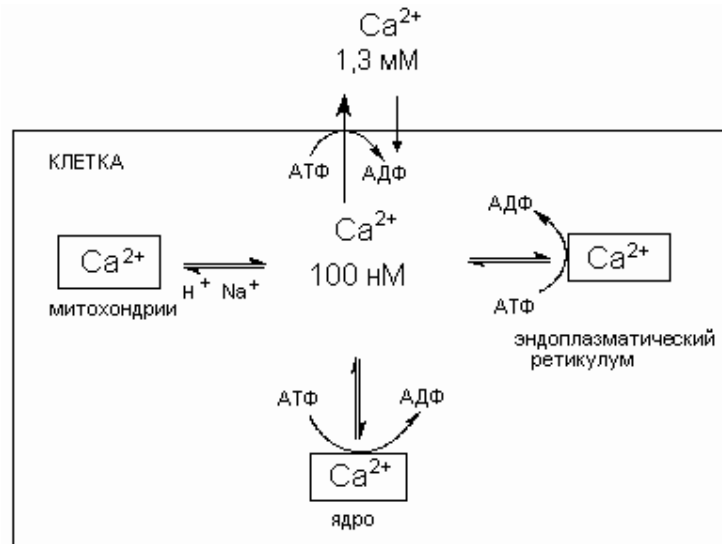 Ca²⁺
1,3 мМ
КЛЕТКА
АТФ АДФ
Ca²⁺
100 нМ
Ca²⁺
H⁺ Na⁺
митохондрии
АДФ
Ca²⁺
АТФ
эндоплазматический
ретикулум
АТФ АДФ
Ca²⁺
ядро